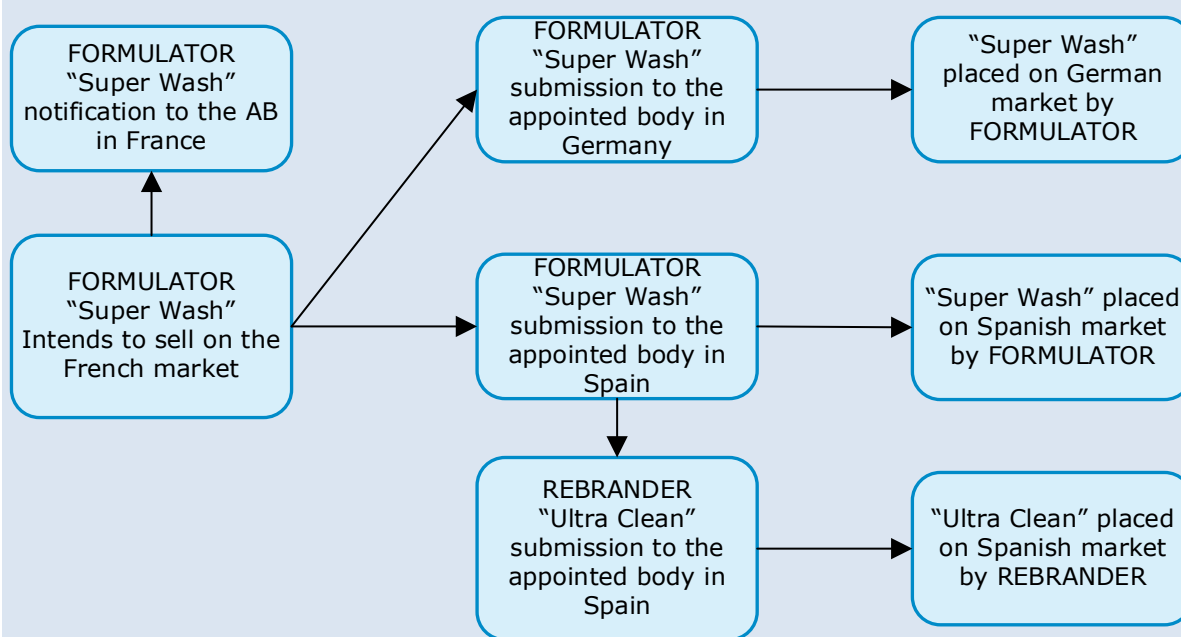 FORMULATOR
“Super Wash”
notification to the AB
in France
FORMULATOR
“Super Wash”
submission to the
appointed body in
Germany
“Super Wash”
placed on German
market by
FORMULATOR
FORMULATOR
“Super Wash”
Intends to sell on the
French market
FORMULATOR
“Super Wash”
submission to the
appointed body in
Spain
“Super Wash” placed
on Spanish market
by FORMULATOR
REBRANDER
“Ultra Clean”
submission to the
appointed body in
Spain
“Ultra Clean” placed
on Spanish market
by REBRANDER